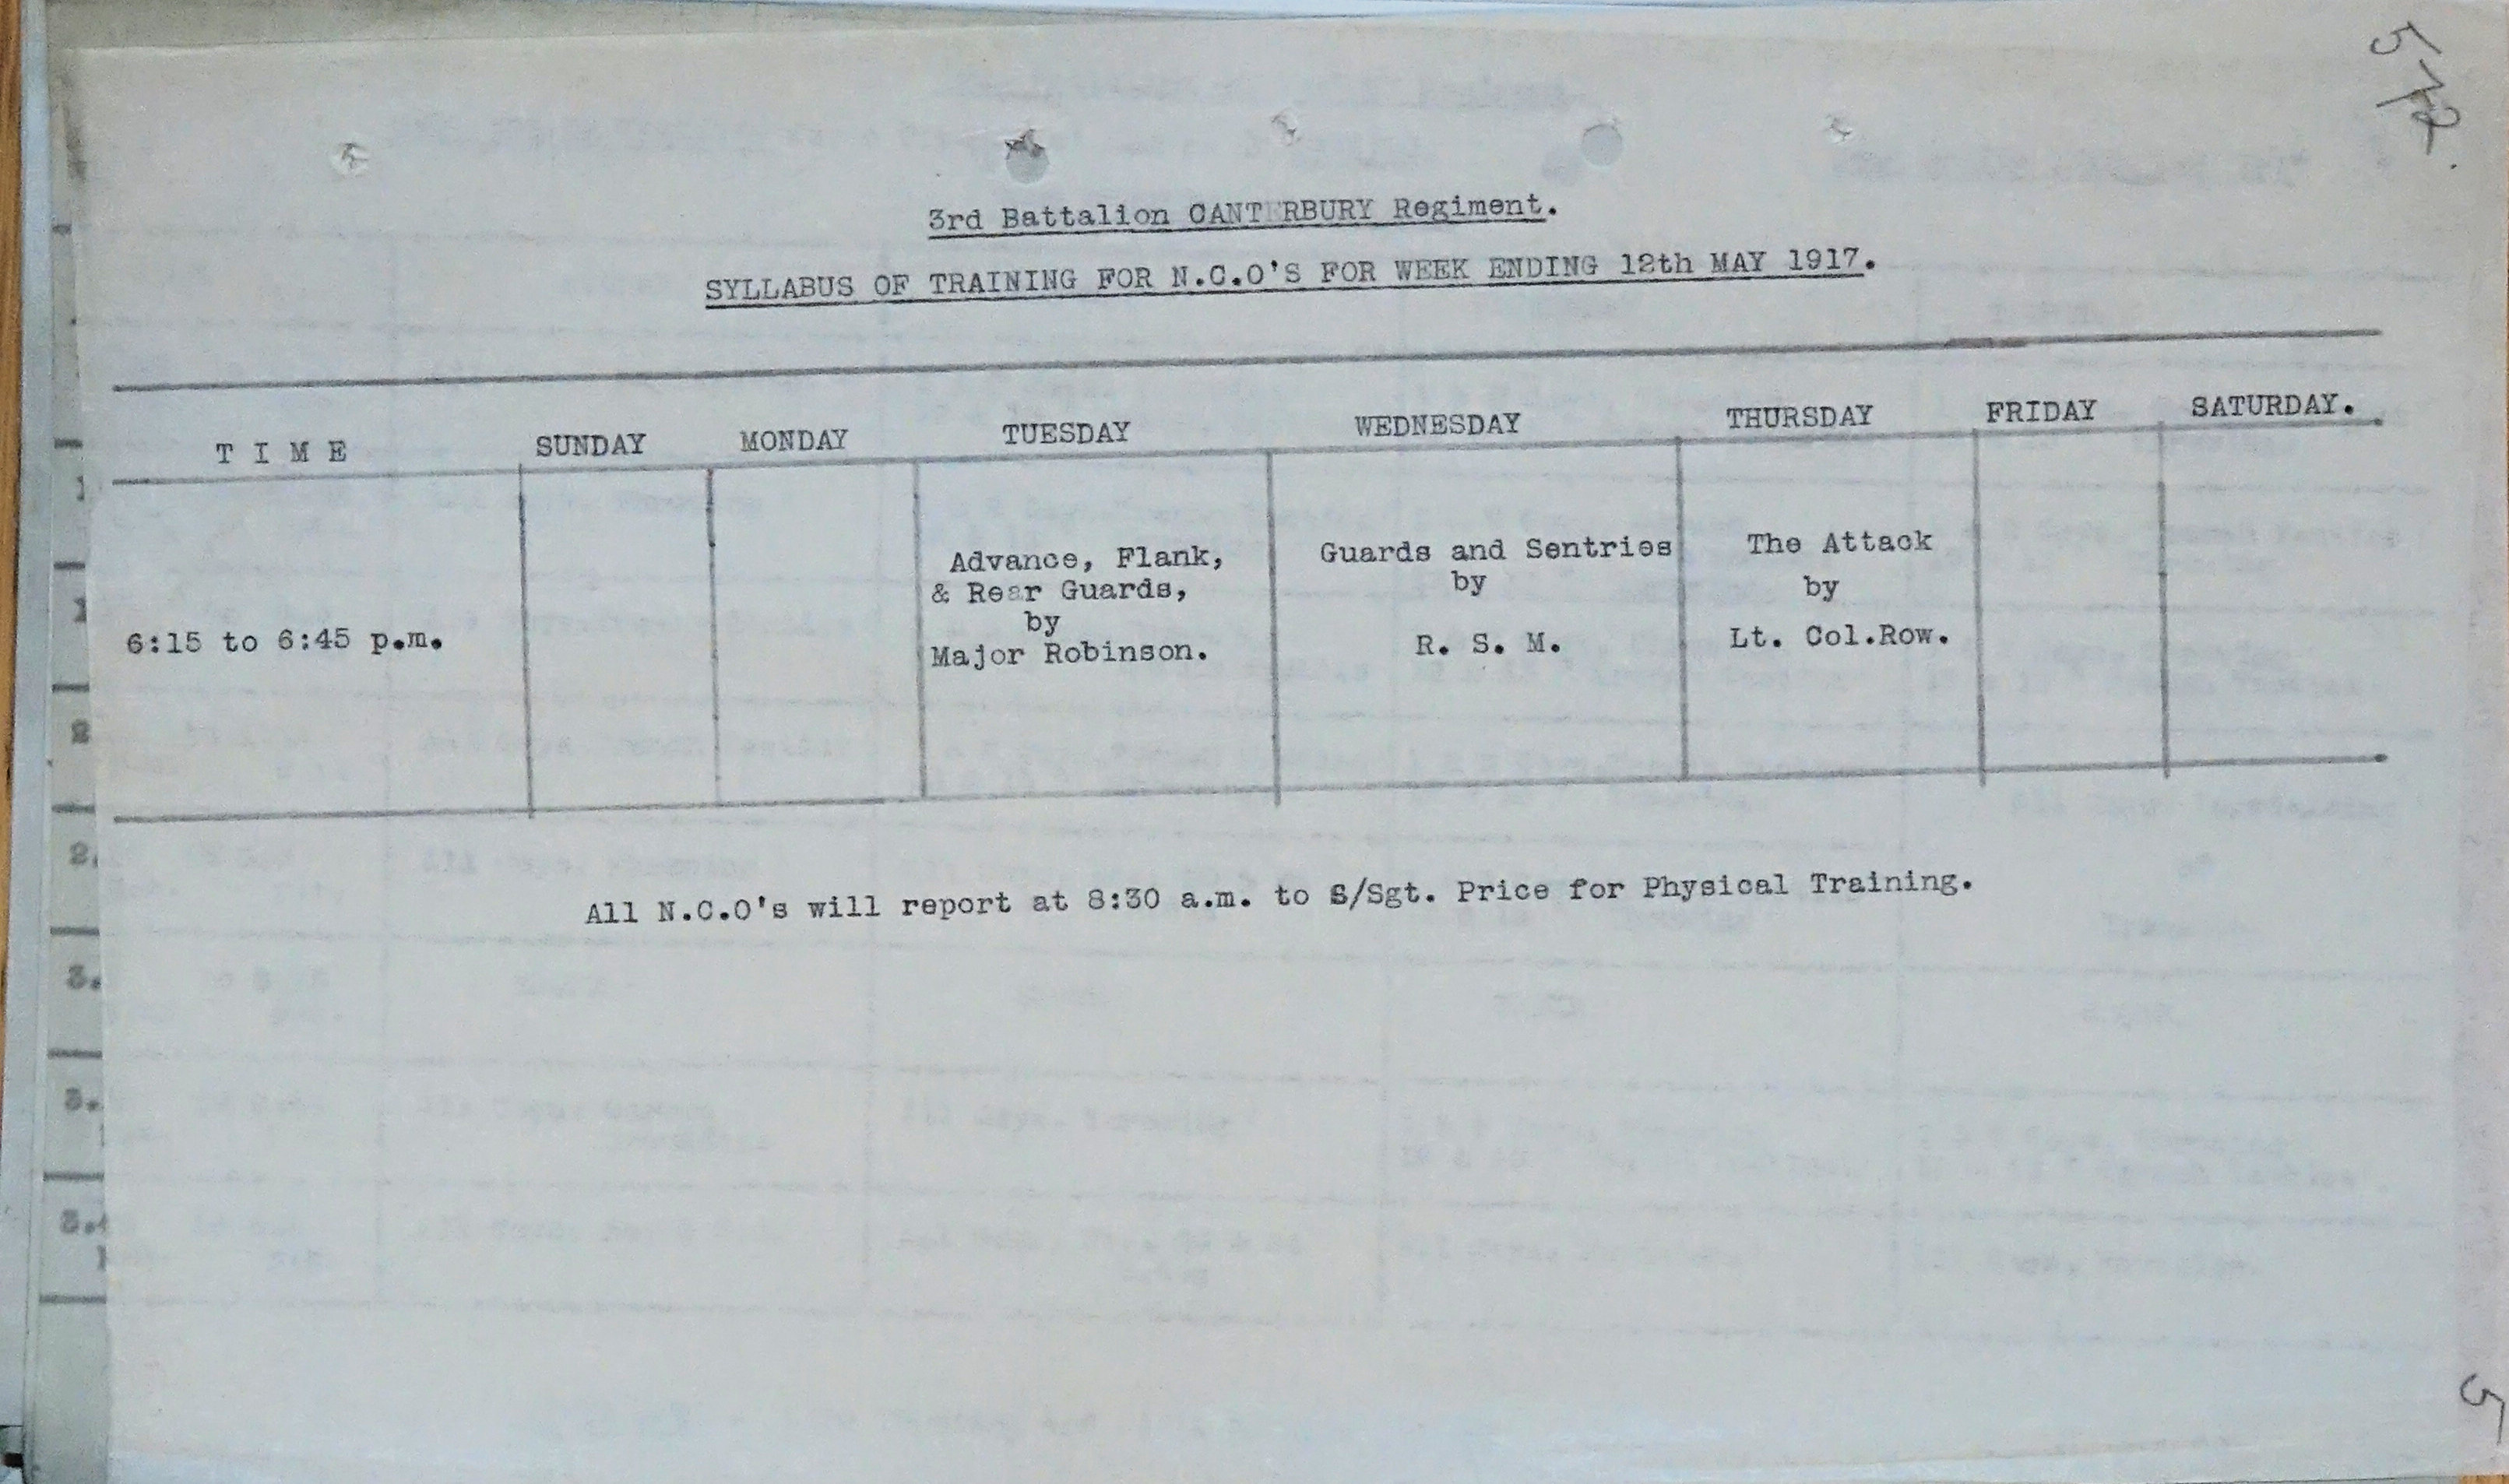 3rd Battalion CANTERBURY Regiment.
SYLLABUS OF TRAINING FOR N.C.O'S FOR WEEK ENDING 12th MAY 1917.
T I M E SUNDAY MONDAY TUESDAY WEDNESDAY THURSDAY FRIDAY SATURDAY.
6:15 to 6:45 p.m.
Advance, Flank,
& Rear Guards,
by
Major Robinson.
Guards and Sentries
by
R. S. M.
The Attack
by
Lt. Col.Row.
All N.C.O's will report at 8:30 a.m. to S/Sgt. Price for Physical Training.